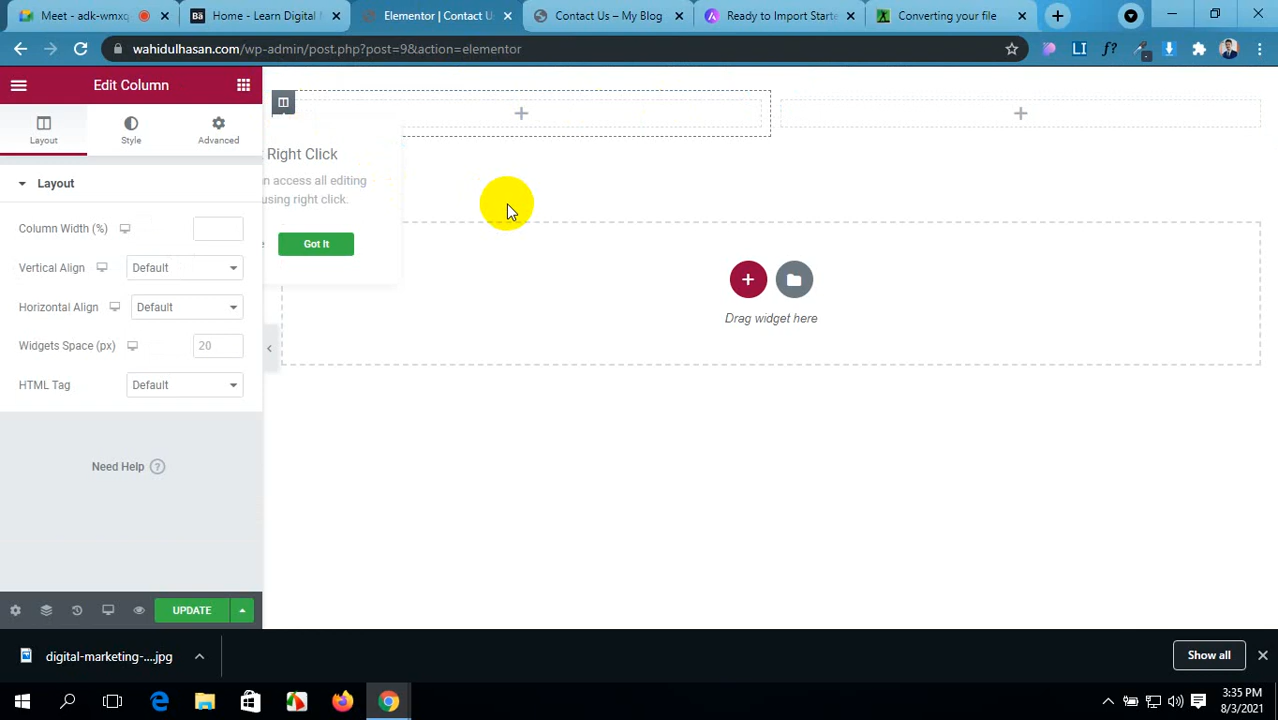 Meet - adk-wmxq
Home - Learn Digital M
Elementor | Contact U
Contact Us – My Blog
Ready to Import Starte
Converting your file
wahidulhasan.com/wp-admin/post.php?post=9&action=elementor
Edit Column
Layout
Style
Advanced
Right Click
n access all editing
using right click.
Got It
Layout
Column Width (%)
Vertical Align
Default
Horizontal Align
Default
Widgets Space (px)
20
HTML Tag
Default
Need Help
Drag widget here
UPDATE
digital-marketing-....jpg
Show all
3:35 PM
8/3/2021